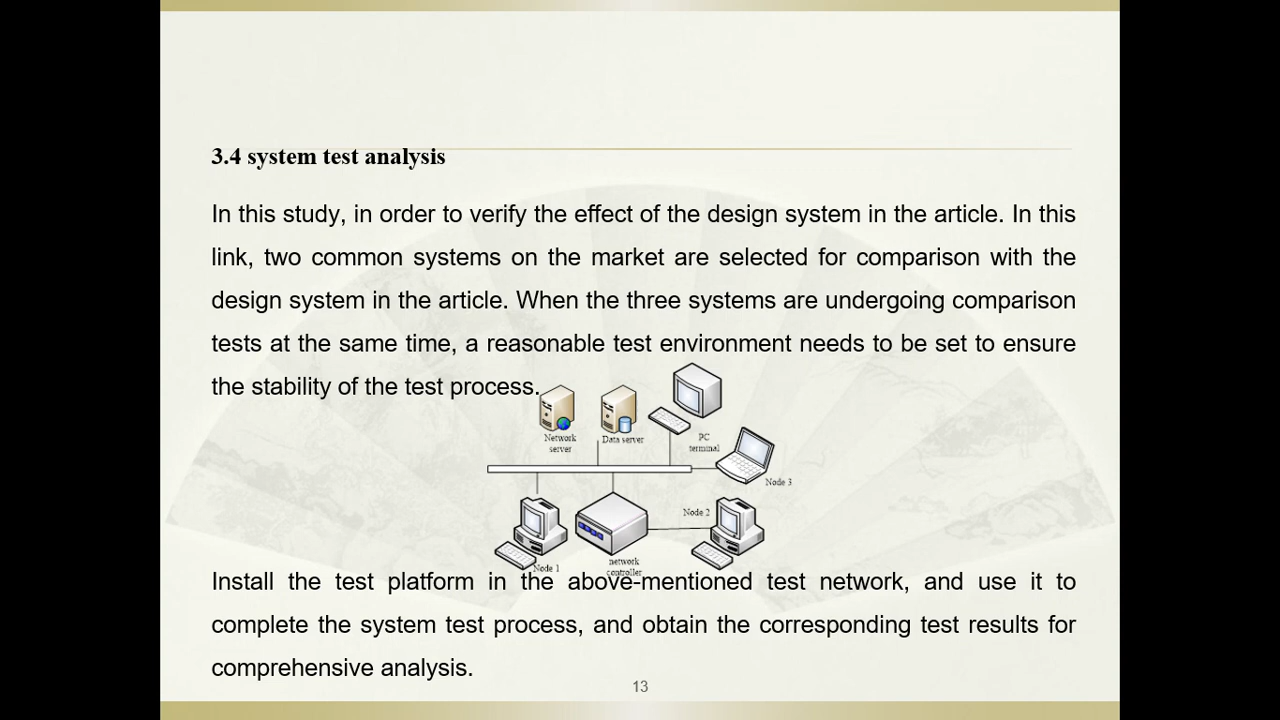 3.4 system test analysis
In this study, in order to verify the effect of the design system in the article. In this
link, two common systems on the market are selected for comparison with the
design system in the article. When the three systems are undergoing comparison
tests at the same time, a reasonable test environment needs to be set to ensure
the stability of the test process.
Network
server
Data server
PC
terminal
Node 3
Node 2
Node 1
network
controller
Install the test platform in the above-mentioned test network, and use it to
complete the system test process, and obtain the corresponding test results for
comprehensive analysis.
13